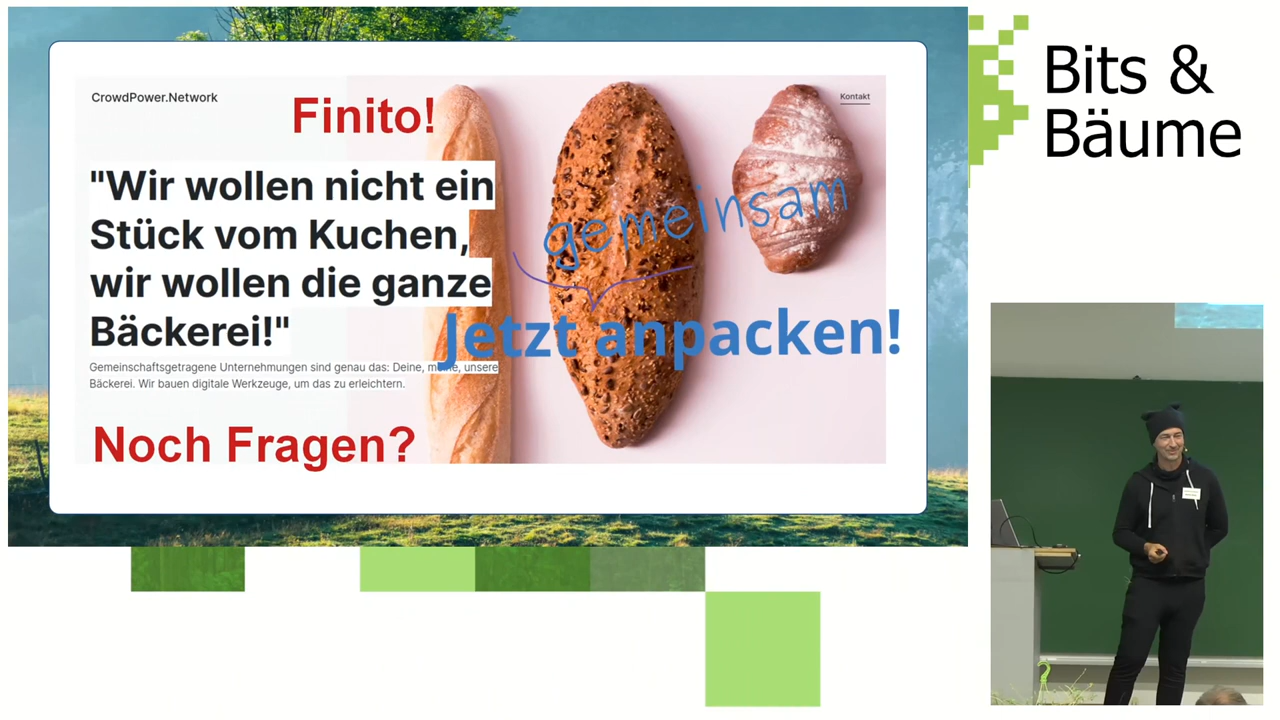 CrowdPower.Network
Finito!
Kontakt
"Wir wollen nicht ein
Stück vom Kuchen,
wir wollen die ganze
Bäckerei!"
gemeinsam
Jetzt anpacken!
Gemeinschaftsgetragene Unternehmungen sind genau das: Deine, meine, unsere
Bäckerei. Wir bauen digitale Werkzeuge, um das zu erleichtern.
Noch Fragen?
Bits &
Bäume